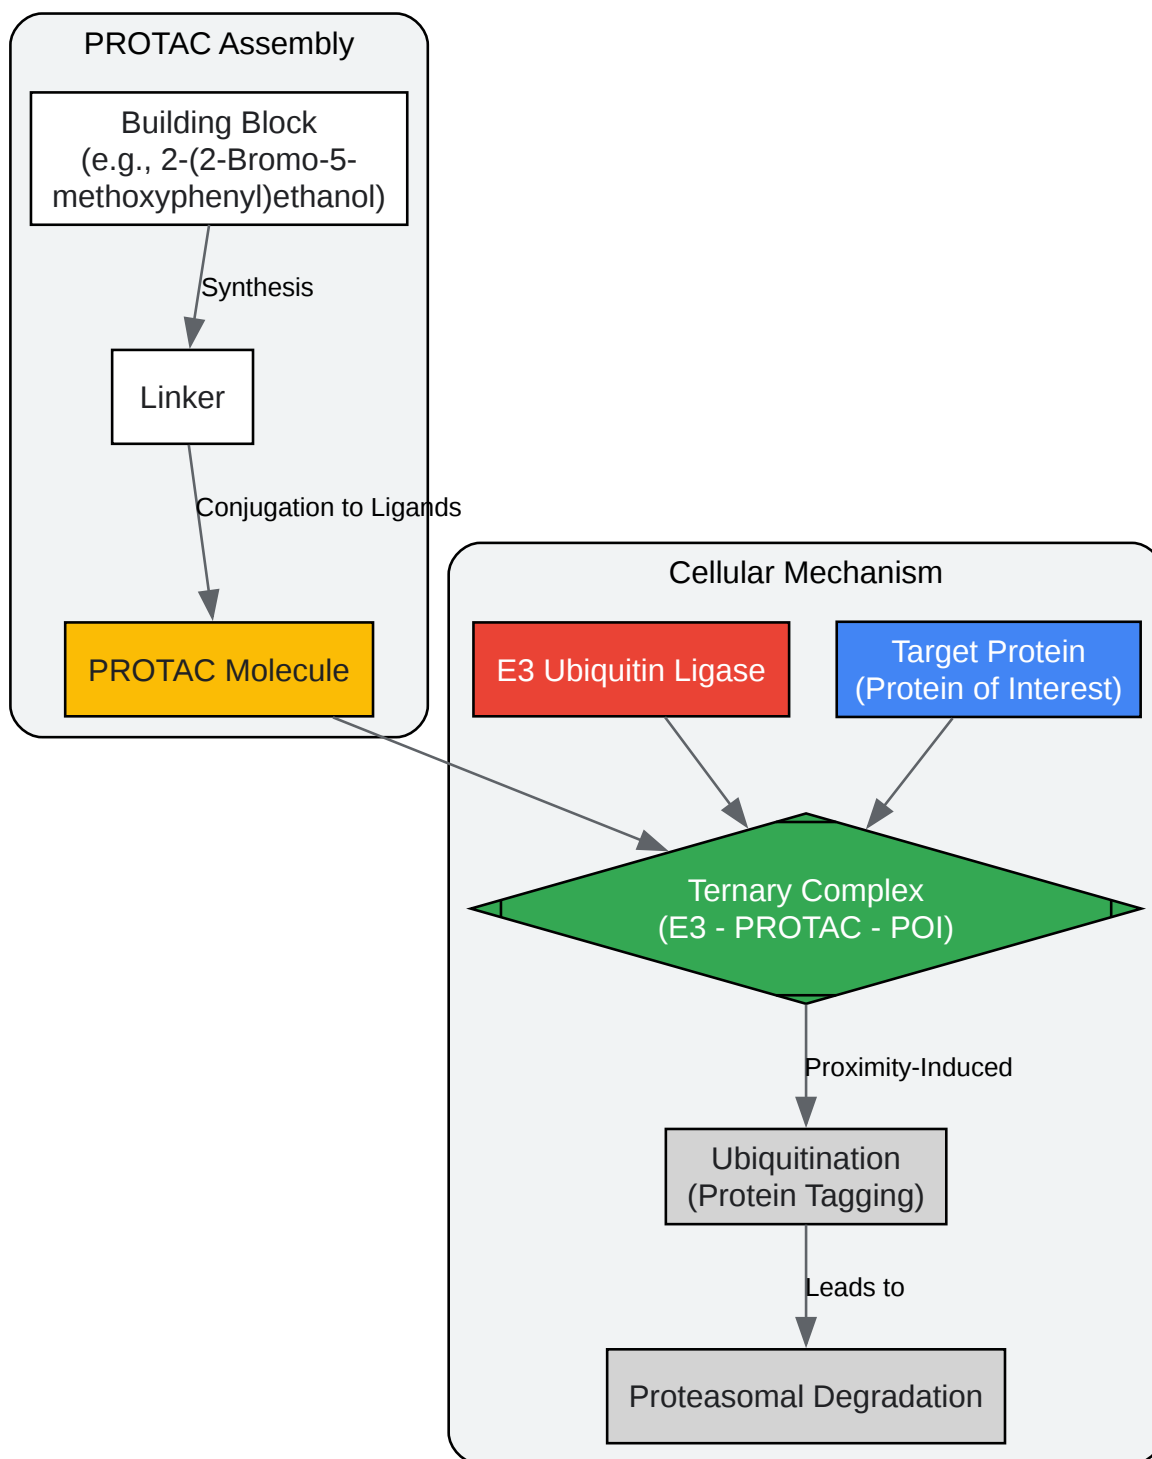 PROTAC Assembly
Building Block
(e.g., 2-(2-Bromo-5-
methoxyphenyl)ethanol)
Synthesis
Linker
Conjugation to Ligands
PROTAC Molecule
Cellular Mechanism
E3 Ubiquitin Ligase
Target Protein
(Protein of Interest)
Ternary Complex
(E3 - PROTAC - POI)
Proximity-Induced
Ubiquitination
(Protein Tagging)
Leads to
Proteasomal Degradation